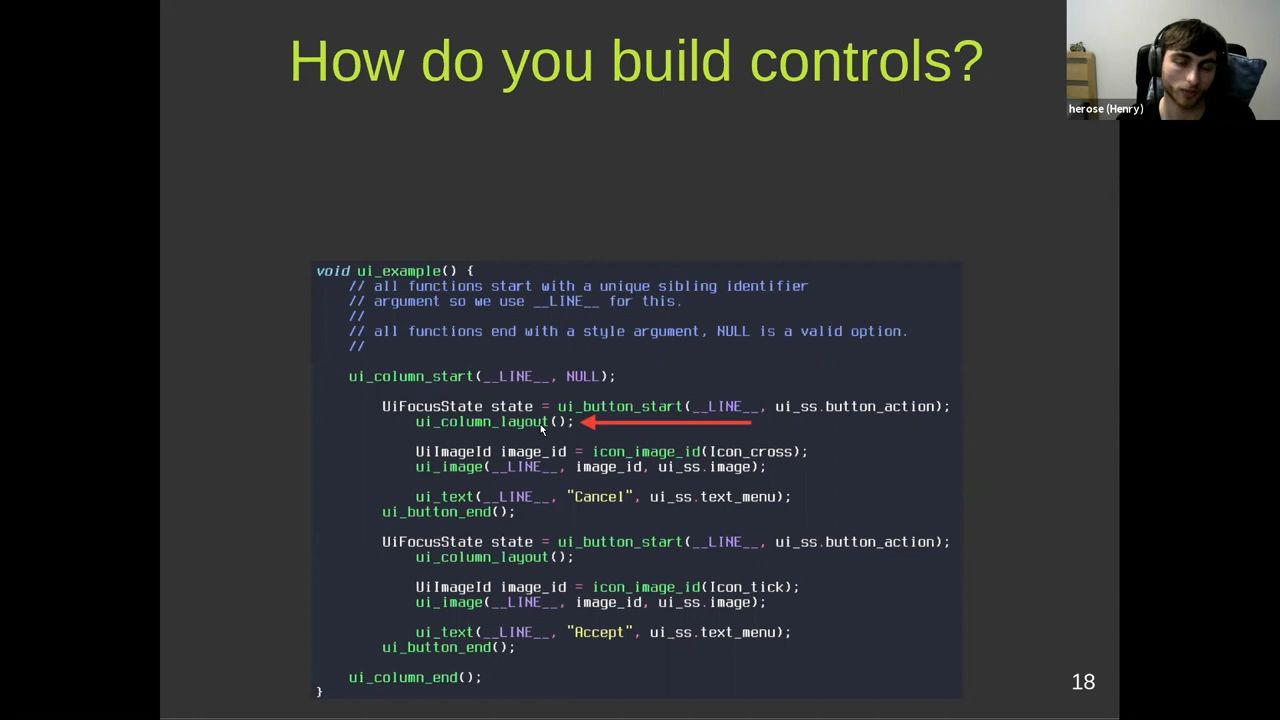 How do you build controls?
herose (Henry)
void ui_example() {
// all functions start with a unique sibling identifier
// argument so we use __LINE__ for this.
//
// all functions end with a style argument, NULL is a valid option.
//
ui_column_start(__LINE__, NULL);
UiFocusState state = ui_button_start(__LINE__, ui_ss.button_action);
ui_column_layout();
UiImageId image_id = icon_image_id(Icon_cross);
ui_image(__LINE__, image_id, ui_ss.image);
ui_text(__LINE__, "Cancel", ui_ss.text_menu);
ui_button_end();
UiFocusState state = ui_button_start(__LINE__, ui_ss.button_action);
ui_column_layout();
UiImageId image_id = icon_image_id(Icon_tick);
ui_image(__LINE__, image_id, ui_ss.image);
ui_text(__LINE__, "Accept", ui_ss.text_menu);
ui_button_end();
ui_column_end();
}
18